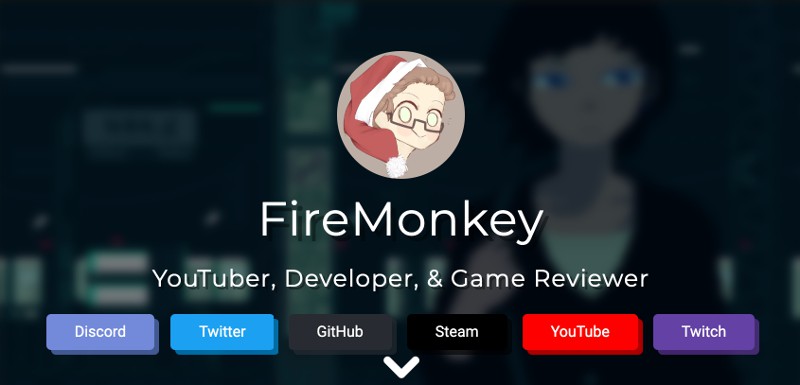 FireMonkey
YouTuber, Developer, & Game Reviewer
Discord Twitter GitHub Steam YouTube Twitch